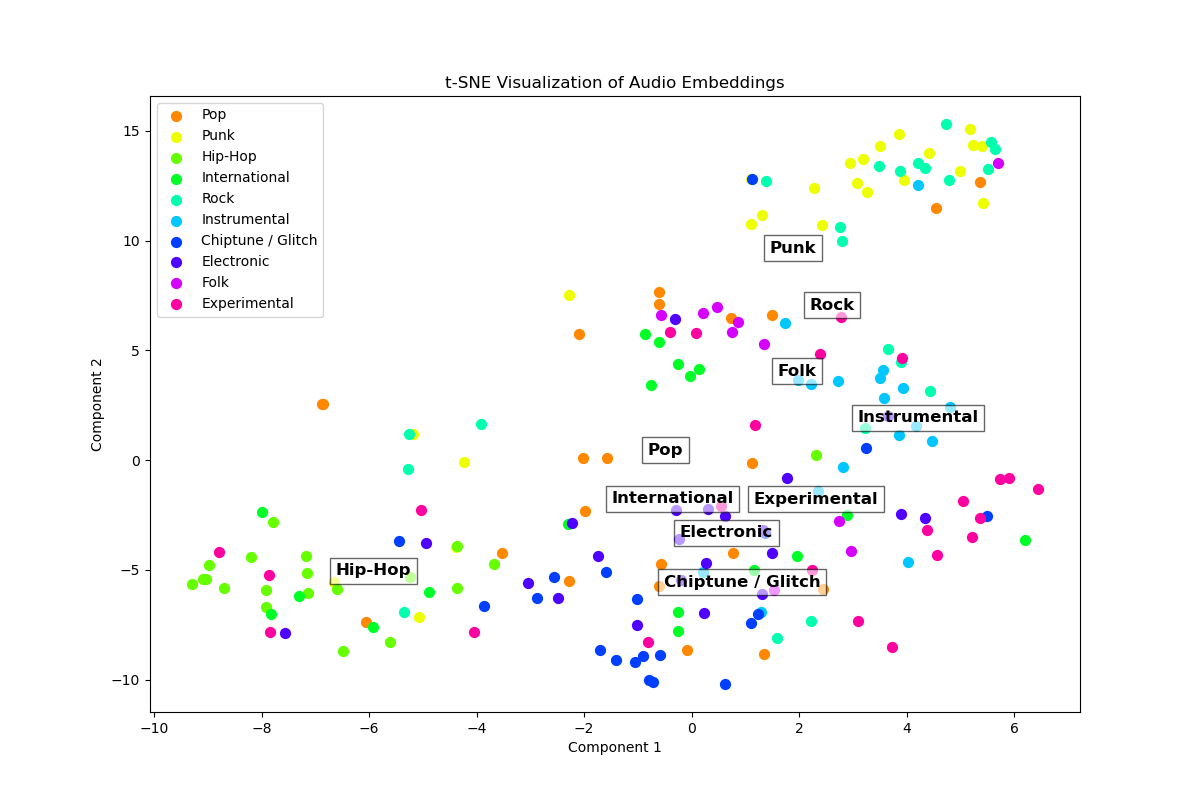 t-SNE Visualization of Audio Embeddings
Pop
Punk
Hip-Hop
International
Rock
Instrumental
Chiptune / Glitch
Electronic
Folk
Experimental
15
10
5
0
−5
−10
Component 2
Punk
Rock
Folk
Instrumental
Pop
International
Experimental
Electronic
Hip-Hop
Chiptune / Glitch
−10 −8 −6 −4 −2 0 2 4 6
Component 1